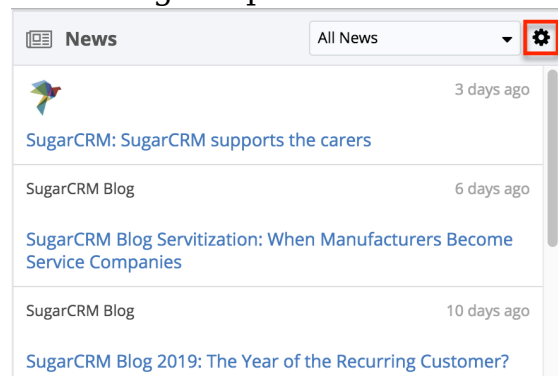 News
All News
3 days ago
SugarCRM: SugarCRM supports the carers
SugarCRM Blog
6 days ago
SugarCRM Blog Servitization: When Manufacturers Become
Service Companies
SugarCRM Blog
10 days ago
SugarCRM Blog 2019: The Year of the Recurring Customer?